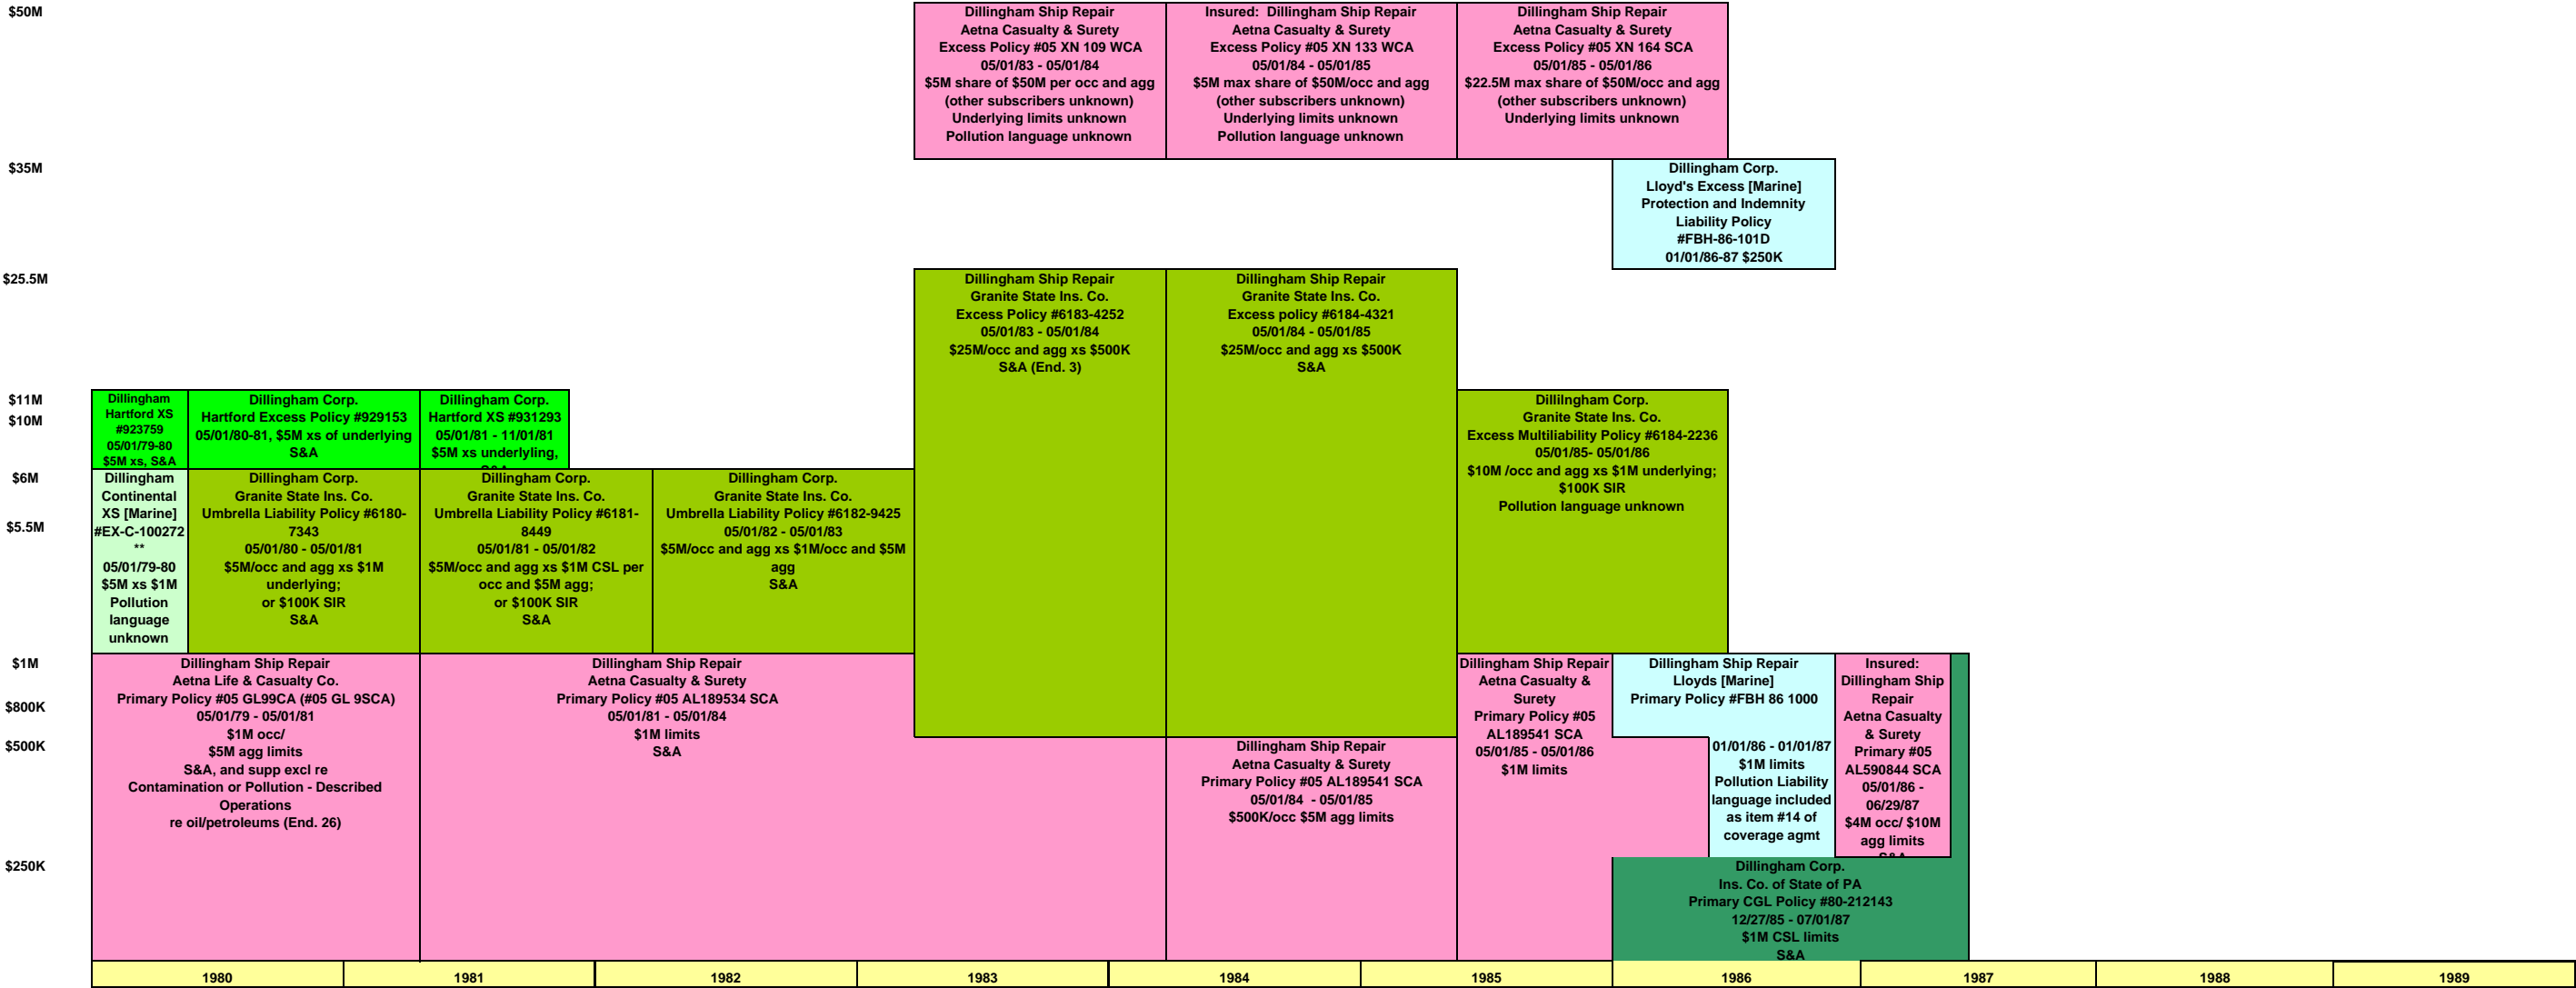 $50M
Dillingham Ship Repair
Aetna Casualty & Surety
Excess Policy #05 XN 109 WCA
05/01/83 - 05/01/84
$5M share of $50M per occ and agg
(other subscribers unknown)
Underlying limits unknown
Pollution language unknown
Insured:  Dillingham Ship Repair
Aetna Casualty & Surety
Excess Policy #05 XN 133 WCA
05/01/84 - 05/01/85
$5M max share of $50M/occ and agg
(other subscribers unknown)
Underlying limits unknown
Pollution language unknown
Dillingham Ship Repair
Aetna Casualty & Surety
Excess Policy #05 XN 164 SCA
05/01/85 - 05/01/86
$22.5M max share of $50M/occ and agg
(other subscribers unknown)
Underlying limits unknown
$35M
Dillingham Corp.
Lloyd's Excess [Marine]
Protection and Indemnity
Liability Policy
#FBH-86-101D
01/01/86-87 $250K
$25.5M
Dillingham Ship Repair
Granite State Ins. Co.
Excess Policy #6183-4252
05/01/83 - 05/01/84
$25M/occ and agg xs $500K
S&A (End. 3)
Dillingham Ship Repair
Granite State Ins. Co.
Excess policy #6184-4321
05/01/84 - 05/01/85
$25M/occ and agg xs $500K
S&A
$11M
$10M
Dillingham
Hartford XS
#923759
05/01/79-80
$5M xs, S&A
Dillingham Corp.
Hartford Excess Policy #929153
05/01/80-81, $5M xs of underlying
S&A
Dillingham Corp.
Hartford XS #931293
05/01/81 - 11/01/81
$5M xs underlyling,
S&A
Dillilngham Corp.
Granite State Ins. Co.
Excess Multiliability Policy #6184-2236
05/01/85- 05/01/86
$10M /occ and agg xs $1M underlying;
$100K SIR
Pollution language unknown
$6M
$5.5M
Dillingham
Continental
XS [Marine]
#EX-C-100272
**
05/01/79-80
$5M xs $1M
Pollution
language
unknown
Dillingham Corp.
Granite State Ins. Co.
Umbrella Liability Policy #6180-
7343
05/01/80 - 05/01/81
$5M/occ and agg xs $1M
underlying;
or $100K SIR
S&A
Dillingham Corp.
Granite State Ins. Co.
Umbrella Liability Policy #6181-
8449
05/01/81 - 05/01/82
$5M/occ and agg xs $1M CSL per
occ and $5M agg;
or $100K SIR
S&A
Dillingham Corp.
Granite State Ins. Co.
Umbrella Liability Policy #6182-9425
05/01/82 - 05/01/83
$5M/occ and agg xs $1M/occ and $5M
agg
S&A
$1M
$800K
$500K
$250K
Dillingham Ship Repair
Aetna Life & Casualty Co.
Primary Policy #05 GL99CA (#05 GL 9SCA)
05/01/79 - 05/01/81
$1M occ/
$5M agg limits
S&A, and supp excl re
Contamination or Pollution - Described
Operations
re oil/petroleums (End. 26)
Dillingham Ship Repair
Aetna Casualty & Surety
Primary Policy #05 AL189534 SCA
05/01/81 - 05/01/84
$1M limits
S&A
Dillingham Ship Repair
Aetna Casualty & Surety
Primary Policy #05 AL189541 SCA
05/01/84  - 05/01/85
$500K/occ $5M agg limits
Dillingham Ship Repair
Aetna Casualty &
Surety
Primary Policy #05
AL189541 SCA
05/01/85 - 05/01/86
$1M limits
Dillingham Ship Repair
Lloyds [Marine]
Primary Policy #FBH 86 1000
01/01/86 - 01/01/87
$1M limits
Pollution Liability
language included
as item #14 of
coverage agmt
Insured:
Dillingham Ship
Repair
Aetna Casualty
& Surety
Primary #05
AL590844 SCA
05/01/86 -
06/29/87
$4M occ/ $10M
agg limits
S&A
Dillingham Corp.
Ins. Co. of State of PA
Primary CGL Policy #80-212143
12/27/85 - 07/01/87
$1M CSL limits
S&A
1980
1981
1982
1983
1984
1985
1986
1987
1988
1989